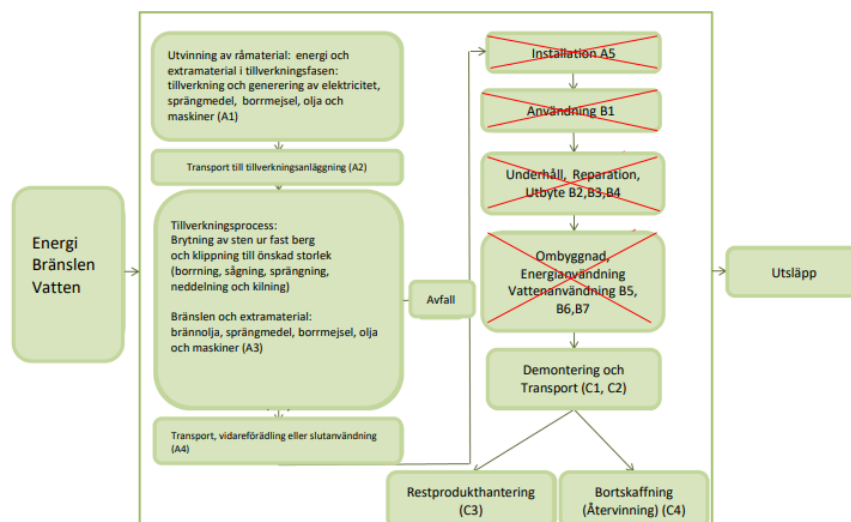 Energi
Bränslen
Vatten
Utvinning av råmaterial: energi och
extramaterial i tillverkningsfasen:
tillverkning och generering av elektricitet,
sprängmedel, borrmejsel, olja och
maskiner (A1)
Transport till tillverkningsanläggning (A2)
Tillverkningsprocess:
Brytning av sten ur fast berg
och klippning till önskad storlek
(borrning, sågning, sprängning,
neddelning och kilning)
Bränslen och extramaterial:
brännolja, sprängmedel, borrmejsel, olja
och maskiner (A3)
Avfall
Transport, vidareförädling eller slutanvändning
(A4)
Installation A5
Användning B1
Underhåll, Reparation,
Utbyte B2,B3,B4
Ombyggnad,
Energianvändning
Vattenanvändning B5,
B6,B7
Demontering och
Transport (C1, C2)
Restprodukthantering
(C3)
Bortskaffning
(Återvinning) (C4)
Utsläpp